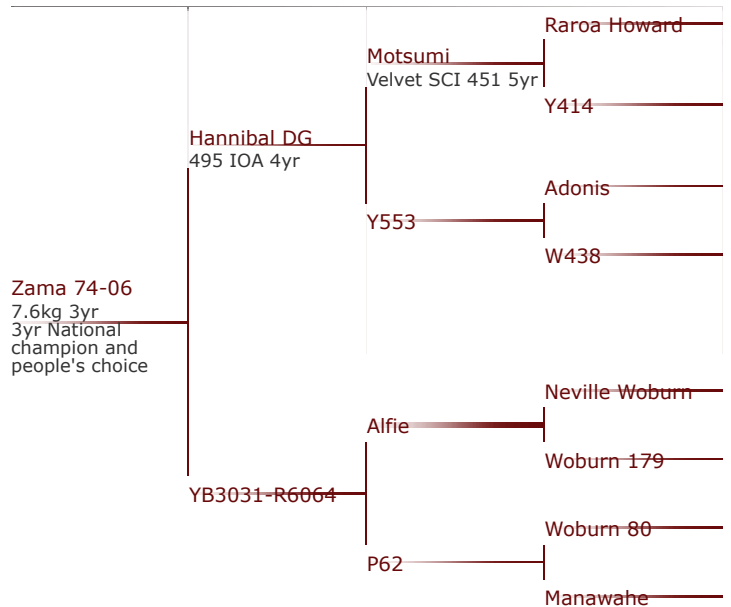 Raroa Howard
Motsumi
Velvet SCI 451 5yr
Y414
Hannibal DG
495 IOA 4yr
Adonis
Y553
W438
Zama 74-06
7.6kg 3yr
3yr National
champion and
people's choice
Neville Woburn
Alfie
Woburn 179
YB3031-R6064
Woburn 80
P62
Manawahe